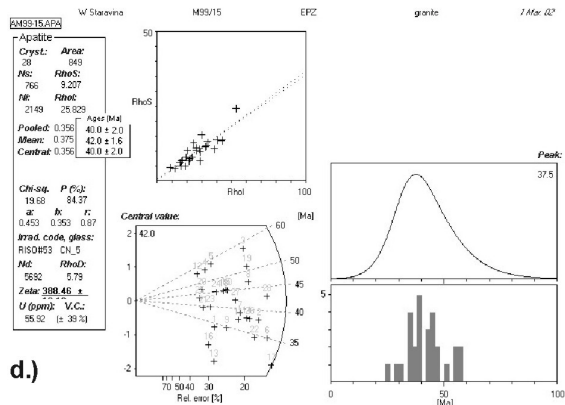 W Staravina M99/15 EPZ granite 1 Mar. 02
AM99-15.APA
Apatite
Cryst.: Area:
28 849
Ns: RhoS:
766 9.207
Ni: RhoI:
2149 25.829
Ages [Ma]
Pooled: 0.356 40.0 ± 2.0
Mean: 0.375 42.0 ± 1.6
Central: 0.356 40.0 ± 2.0
Chi-sq. P (%):
19.68 84.37
a: b: r:
0.453 0.353 0.87
Irrad. code, glass:
RISO#53 CN_5
Nd: RhoD:
5692 5.79
Zeta: 388.46 ±
U (ppm): V.C.:
55.92 (± 39 %)
50
RhoS
RhoI 100
Central value:
42.0
[Ma]
60
50
45
40
35
2
1
0
-1
-2
70 50 40 30 20
Rel. error [%]
Peak:
37.5
5
0 50 100
[Ma]
d.)